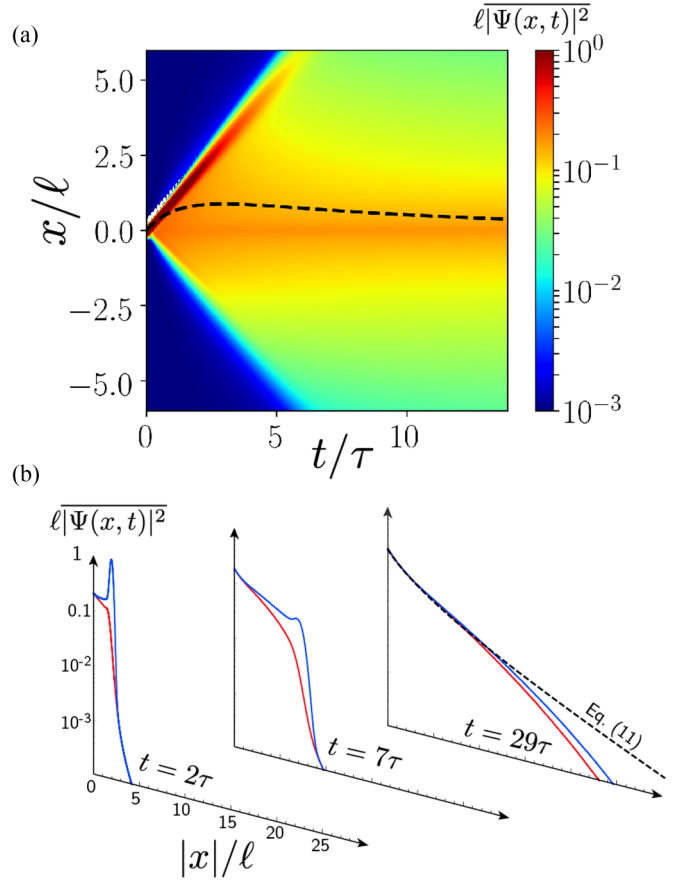 (a)
ℓ|Ψ(x, t)|²
10⁰
10⁻¹
10⁻²
10⁻³
5.0
2.5
0.0
−2.5
−5.0
x/ℓ
0
5
10
t/τ
(b)
ℓ|Ψ(x, t)|²
1
0.1
10⁻²
10⁻³
0
5
10
15
20
25
|x|/ℓ
t = 2τ
t = 7τ
t = 29τ
Eq. (11)